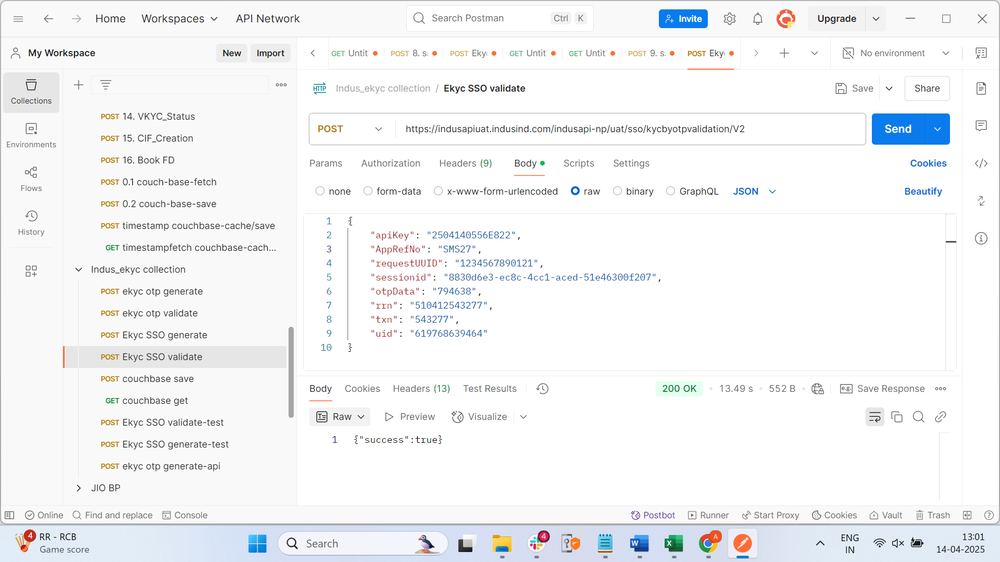 Home
Workspaces
API Network
Search Postman
Ctrl K
Invite
Upgrade
My Workspace
New
Import
GET Untit
POST 8. s
POST Eky
GET Untit
GET Untit
POST 9. s
POST Eky
No environment
Collections
Environments
Flows
History
POST 14. VKYC_Status
POST 15. CIF_Creation
POST 16. Book FD
POST 0.1 couch-base-fetch
POST 0.2 couch-base-save
POST timestamp couchbase-cache/save
GET timestampfetch couchbase-cach...
Indus_ekyc collection
POST ekyc otp generate
POST ekyc otp validate
POST Ekyc SSO generate
POST Ekyc SSO validate
POST couchbase save
GET couchbase get
POST Ekyc SSO validate-test
POST Ekyc SSO generate-test
POST ekyc otp generate-api
JIO BP
HTTP Indus_ekyc collection / Ekyc SSO validate
Save
Share
POST
https://indusapiuat.indusind.com/indusapi-np/uat/sso/kycbyotpvalidation/V2
Send
Params Authorization Headers (9) Body Scripts Settings
Cookies
none form-data x-www-form-urlencoded raw binary GraphQL JSON
Beautify
1 {
2 "apiKey": "2504140556E822",
3 "AppRefNo": "SMS27",
4 "requestUUID": "1234567890121",
5 "sessionid": "8830d6e3-ec8c-4cc1-aced-51e46300f207",
6 "otpData": "794638",
7 "rrn": "510412543277",
8 "txn": "543277",
9 "uid": "619768639464"
10 }
Body Cookies Headers (13) Test Results
200 OK
13.49 s
552 B
e.g. Save Response
Raw
Preview
Visualize
1 {"success":true}
Online
Find and replace
Console
Postbot
Runner
Start Proxy
Cookies
Vault
Trash
4
RR - RCB
Game score
Search
4
A
ENG
IN
13:01
14-04-2025